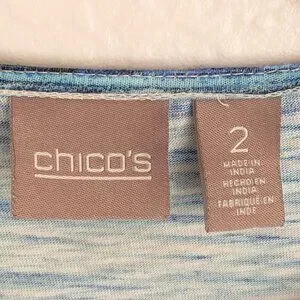 chico's
2
MADE IN
INDIA
HECHO EN
INDIA
FABRIQUÉ EN
INDE